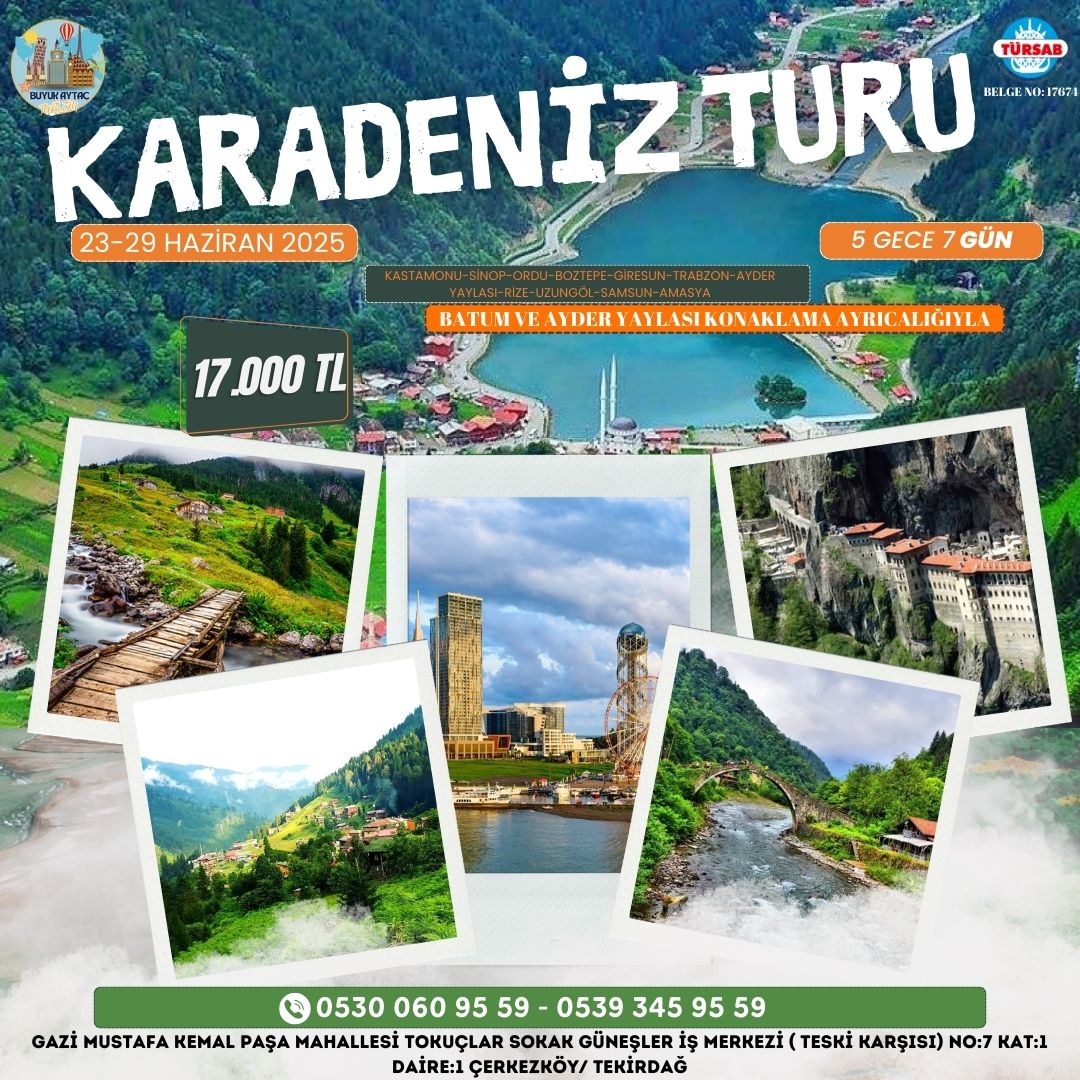 BÜYÜK AYTAÇ
Turizm
TÜRSAB
BELGE NO: 17674
KARADENİZ TURU
23-29 HAZİRAN 2025
5 GECE 7 GÜN
KASTAMONU-SİNOP-ORDU-BOZTEPE-GİRESUN-TRABZON-AYDER
YAYLASI-RİZE-UZUNGÖL-SAMSUN-AMASYA
BATUM VE AYDER YAYLASI KONAKLAMA AYRICALIĞIYLA
17.000 TL
0530 060 95 59 - 0539 345 95 59
GAZİ MUSTAFA KEMAL PAŞA MAHALLESİ TOKUÇLAR SOKAK GÜNEŞLER İŞ MERKEZİ ( TESKİ KARŞISI) NO:7 KAT:1
DAİRE:1 ÇERKEZKÖY/ TEKİRDAĞ